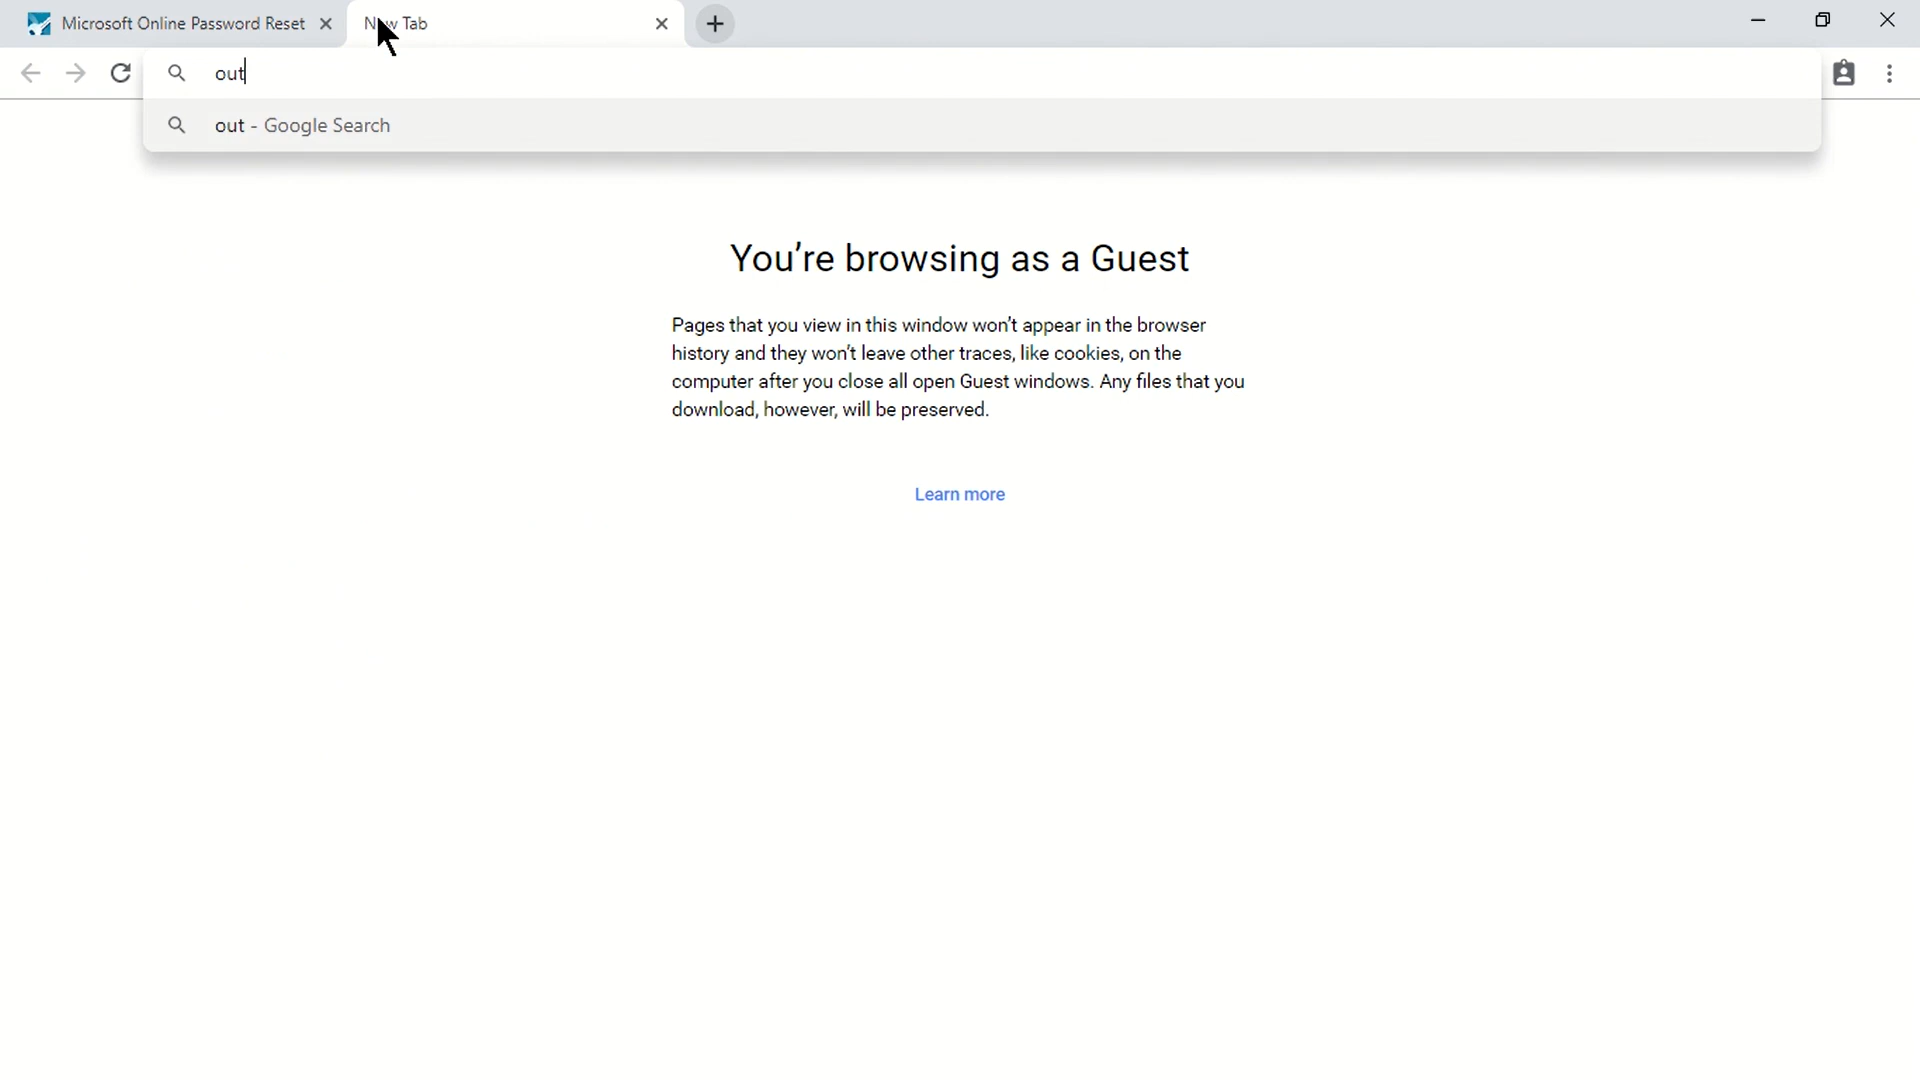 Microsoft Online Password Reset
New Tab
out
out - Google Search
You're browsing as a Guest
Pages that you view in this window won't appear in the browser
history and they won't leave other traces, like cookies, on the
computer after you close all open Guest windows. Any files that you
download, however, will be preserved.
Learn more